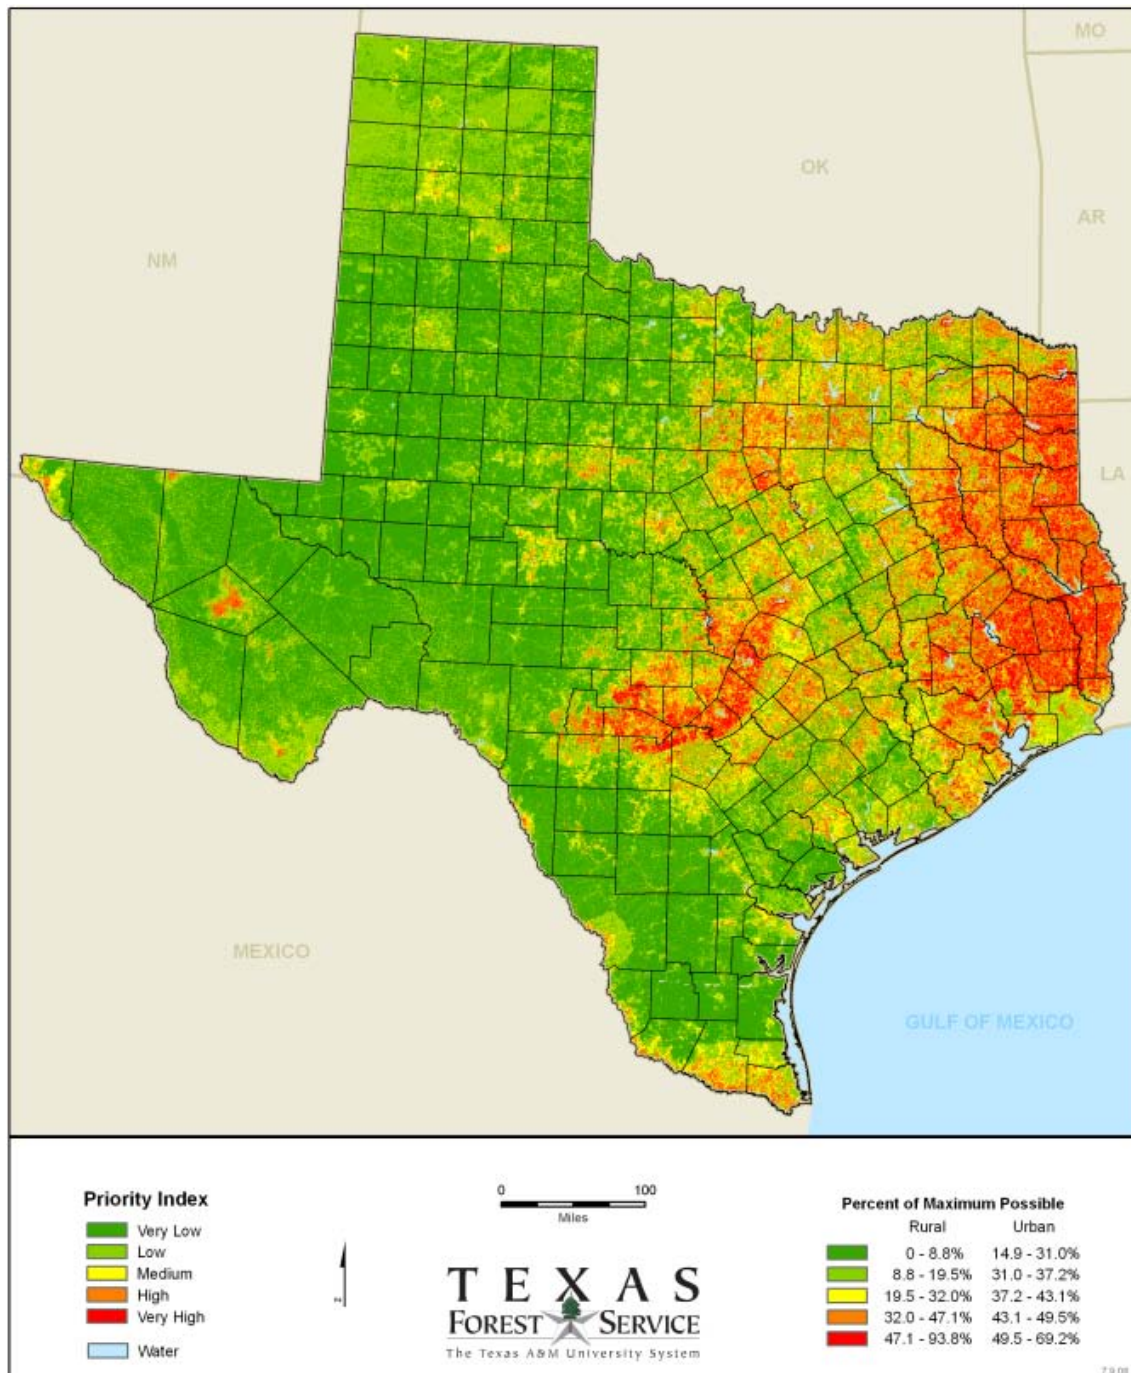 MO
OK
AR
NM
LA
MEXICO
GULF OF MEXICO
Priority Index
Very Low
Low
Medium
High
Very High
Water
0 100
Miles
N
TEXAS
FOREST SERVICE
The Texas A&M University System
Percent of Maximum Possible
Rural Urban
0 - 8.8% 14.9 - 31.0%
8.8 - 19.5% 31.0 - 37.2%
19.5 - 32.0% 37.2 - 43.1%
32.0 - 47.1% 43.1 - 49.5%
47.1 - 93.8% 49.5 - 69.2%
7.9.08